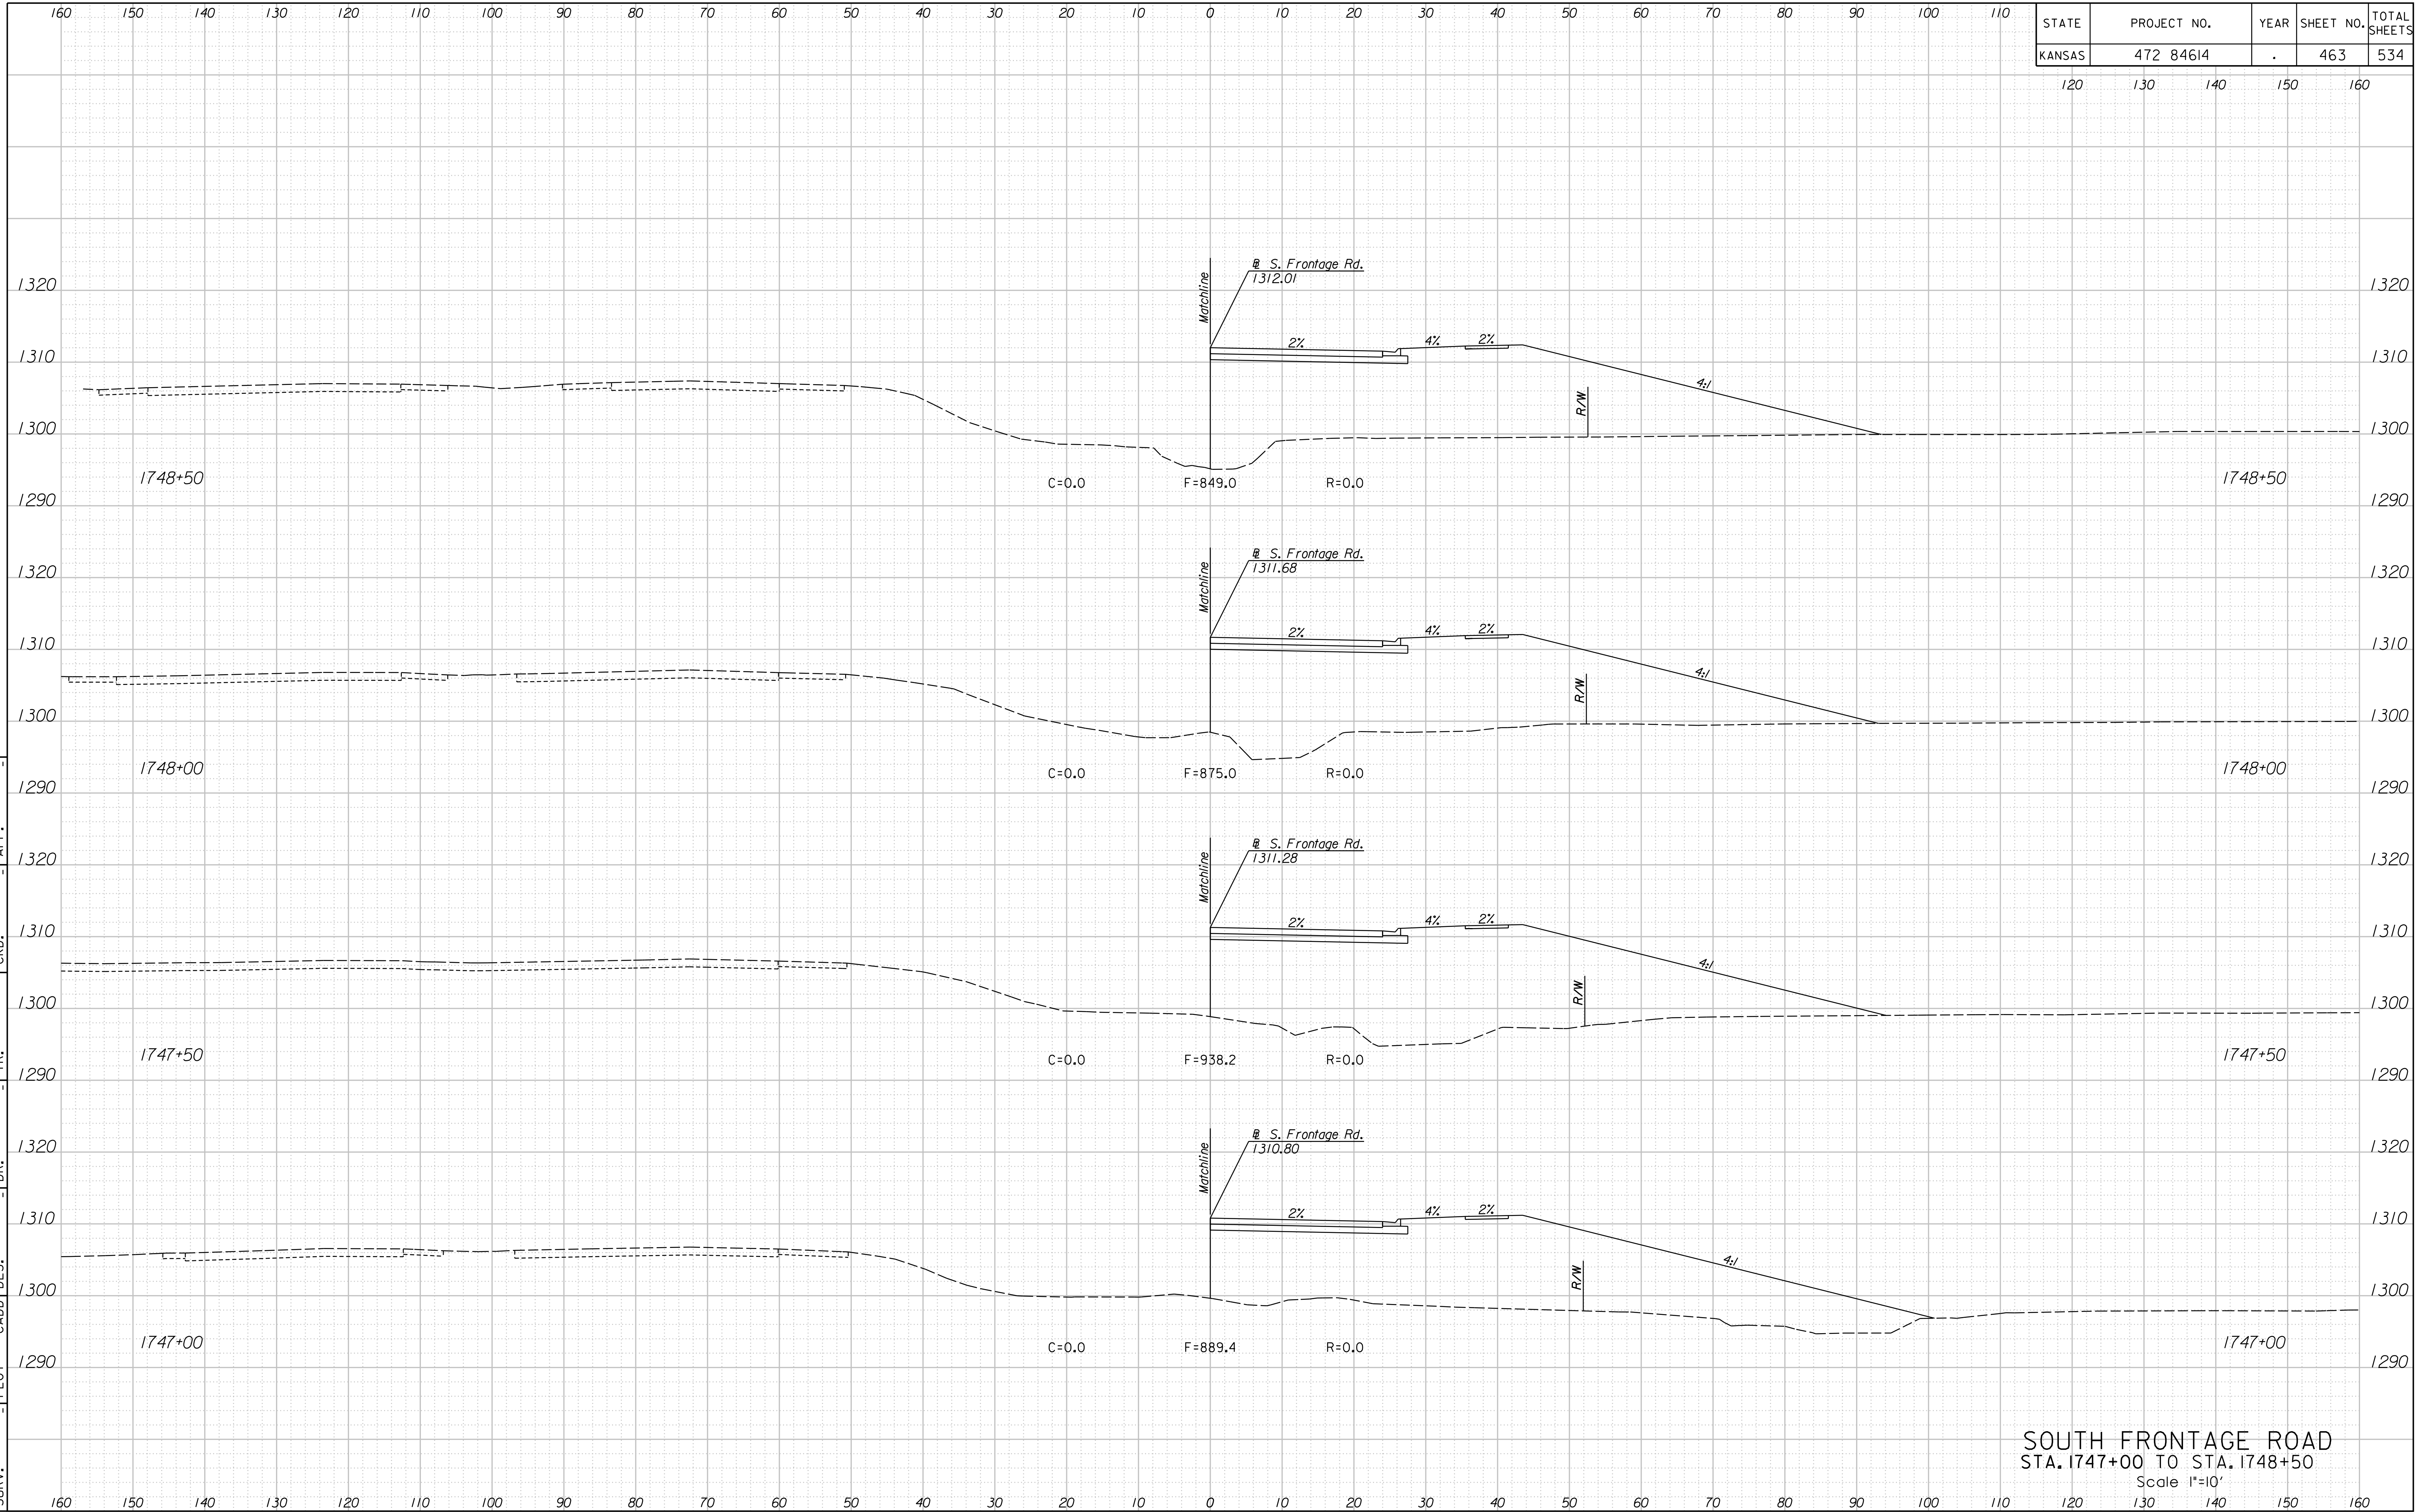 160 150 140 130 120 110 100 90 80 70 60 50 40 30 20 10 0 10 20 30 40 50 60 70 80 90 100 110
STATE PROJECT NO. YEAR SHEET NO. TOTAL SHEETS
KANSAS 472 84614 . 463 534
120 130 140 150 160
S. Frontage Rd.
1312.01
Matchline
1320 1320
2% 4% 2%
1310 1310
4:1
R/W
1300 1300
1748+50 C=0.0 F=849.0 R=0.0 1748+50
1290 1290
S. Frontage Rd.
1311.68
Matchline
1320 1320
2% 4% 2%
1310 1310
4:1
R/W
1300 1300
1748+00 C=0.0 F=875.0 R=0.0 1748+00
1290 1290
S. Frontage Rd.
1311.28
Matchline
1320 1320
2% 4% 2%
1310 1310
4:1
R/W
1300 1300
1747+50 C=0.0 F=938.2 R=0.0 1747+50
1290 1290
S. Frontage Rd.
1310.80
Matchline
1320 1320
2% 4% 2%
1310 1310
4:1
R/W
1300 1300
1747+00 C=0.0 F=889.4 R=0.0 1747+00
1290 1290
SOUTH FRONTAGE ROAD
STA. 1747+00 TO STA. 1748+50
Scale 1"=10'
160 150 140 130 120 110 100 90 80 70 60 50 40 30 20 10 0 10 20 30 40 50 60 70 80 90 100 110 120 130 140 150 160